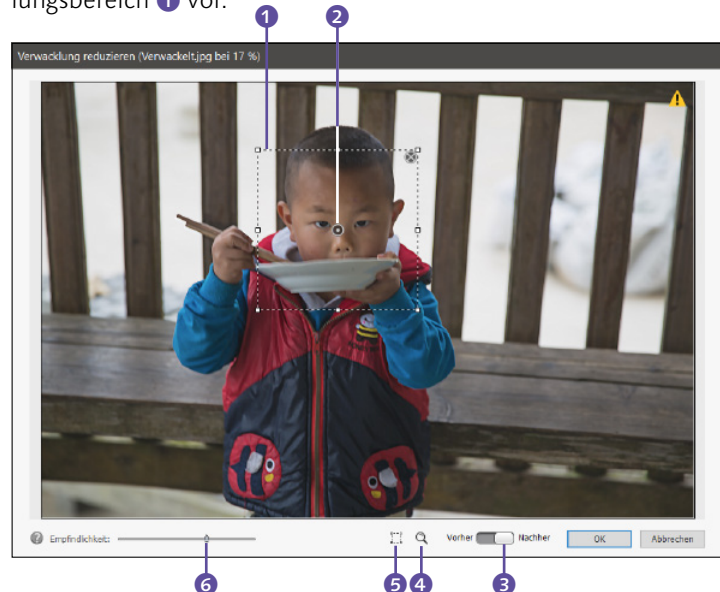 lungsbereich 1 vor.
1 2
Verwacklung reduzieren (Verwackelt.jpg bei 17 %)
Empfindlichkeit: Vorher Nachher OK Abbrechen
6 5 4 3